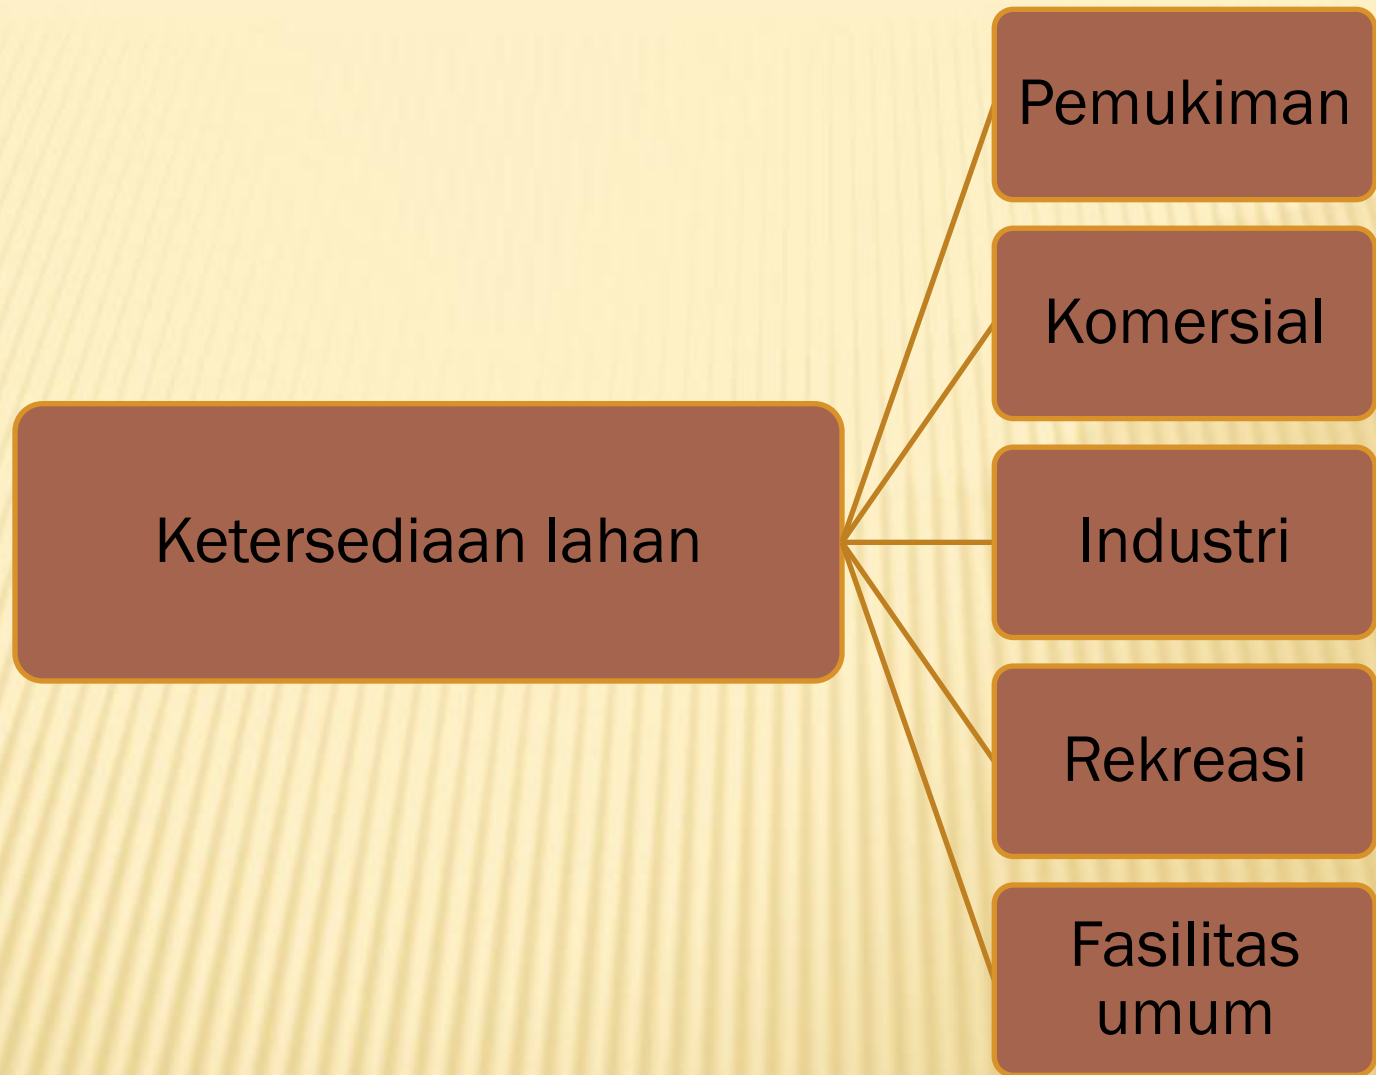 Pemukiman
Komersial
Ketersediaan lahan
Industri
Rekreasi
Fasilitas
umum